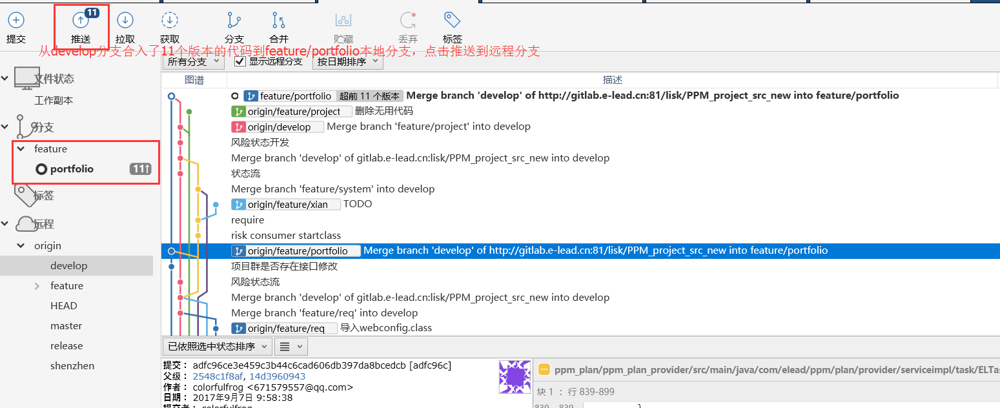 11
提交 推送 拉取 获取 分支 合并 贮藏 丢弃 标签
从develop分支合入了11个版本的代码到feature/portfolio本地分支，点击推送到远程分支
所有分支 显示远程分支 按日期排序
文件状态
工作副本
分支
feature
portfolio 11↑
标签
远程
origin
develop
feature
HEAD
master
release
shenzhen
图谱 描述
feature/portfolio 超前 11 个版本 Merge branch 'develop' of http://gitlab.e-lead.cn:81/lisk/PPM_project_src_new into feature/portfolio
origin/feature/project 删除无用代码
origin/develop Merge branch 'feature/project' into develop
风险状态开发
Merge branch 'develop' of gitlab.e-lead.cn:lisk/PPM_project_src_new into develop
状态流
Merge branch 'feature/system' into develop
origin/feature/xian TODO
require
risk consumer startclass
origin/feature/portfolio Merge branch 'develop' of http://gitlab.e-lead.cn:81/lisk/PPM_project_src_new into feature/portfolio
项目群是否存在接口修改
风险状态流
Merge branch 'develop' of gitlab.e-lead.cn:lisk/PPM_project_src_new into develop
Merge branch 'feature/req' into develop
origin/feature/req 导入webconfig.class
已依照选中状态排序
提交： adfc96ce3e459c3b44c6cad606db397da8bcedcb [adfc96c]
父级： 2548c1f8af, 14d3960943
作者： colorfulfrog <671579557@qq.com>
日期： 2017年9月7日 9:58:38
提交者： colorfulfrog
ppm_plan/ppm_plan_provider/src/main/java/com/elead/ppm/plan/provider/serviceimpl/task/ELTas
块 1 ：行 839-899
839 839 }